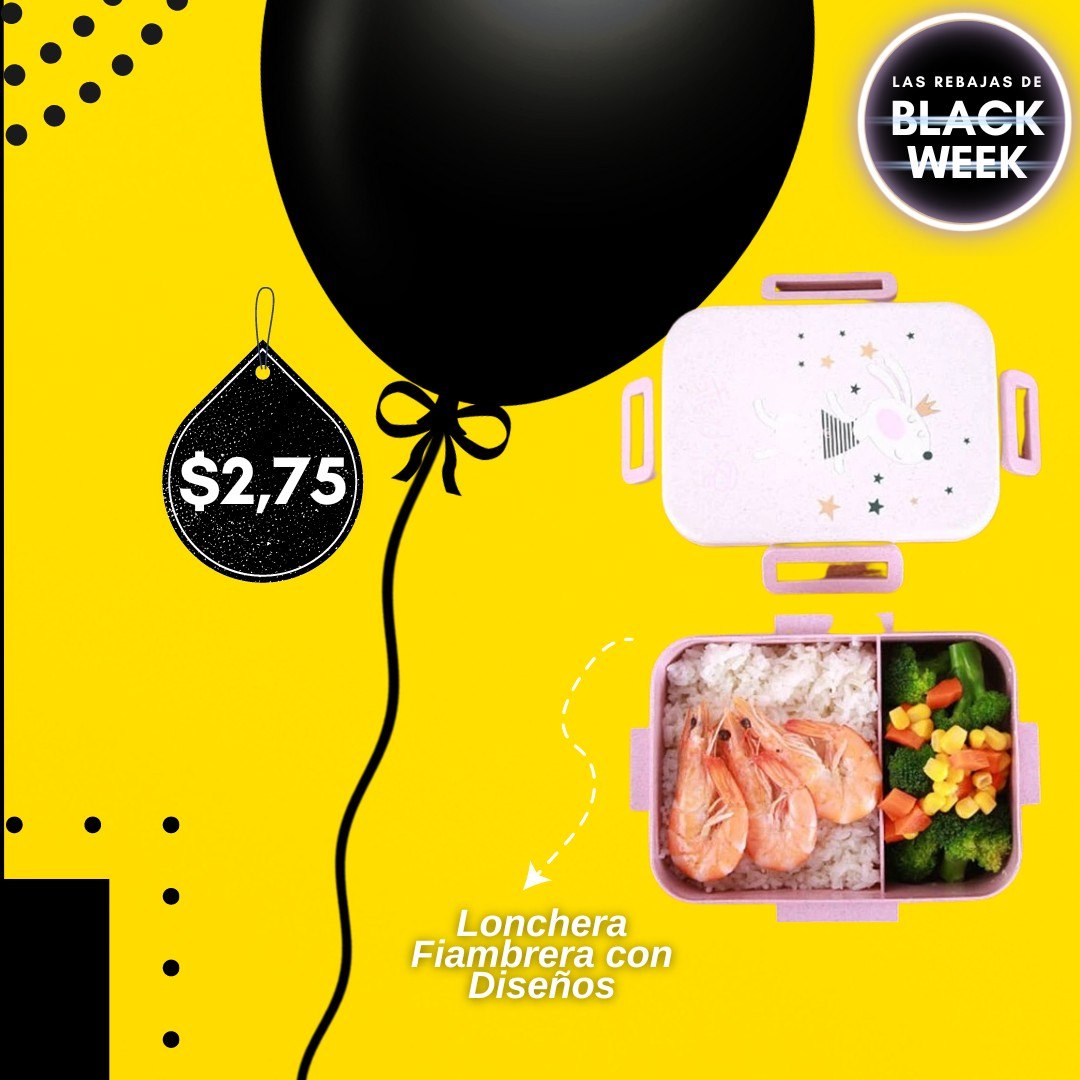 LAS REBAJAS DE
BLACK
WEEK
$2,75
Lonchera
Fiambrera con
Diseños